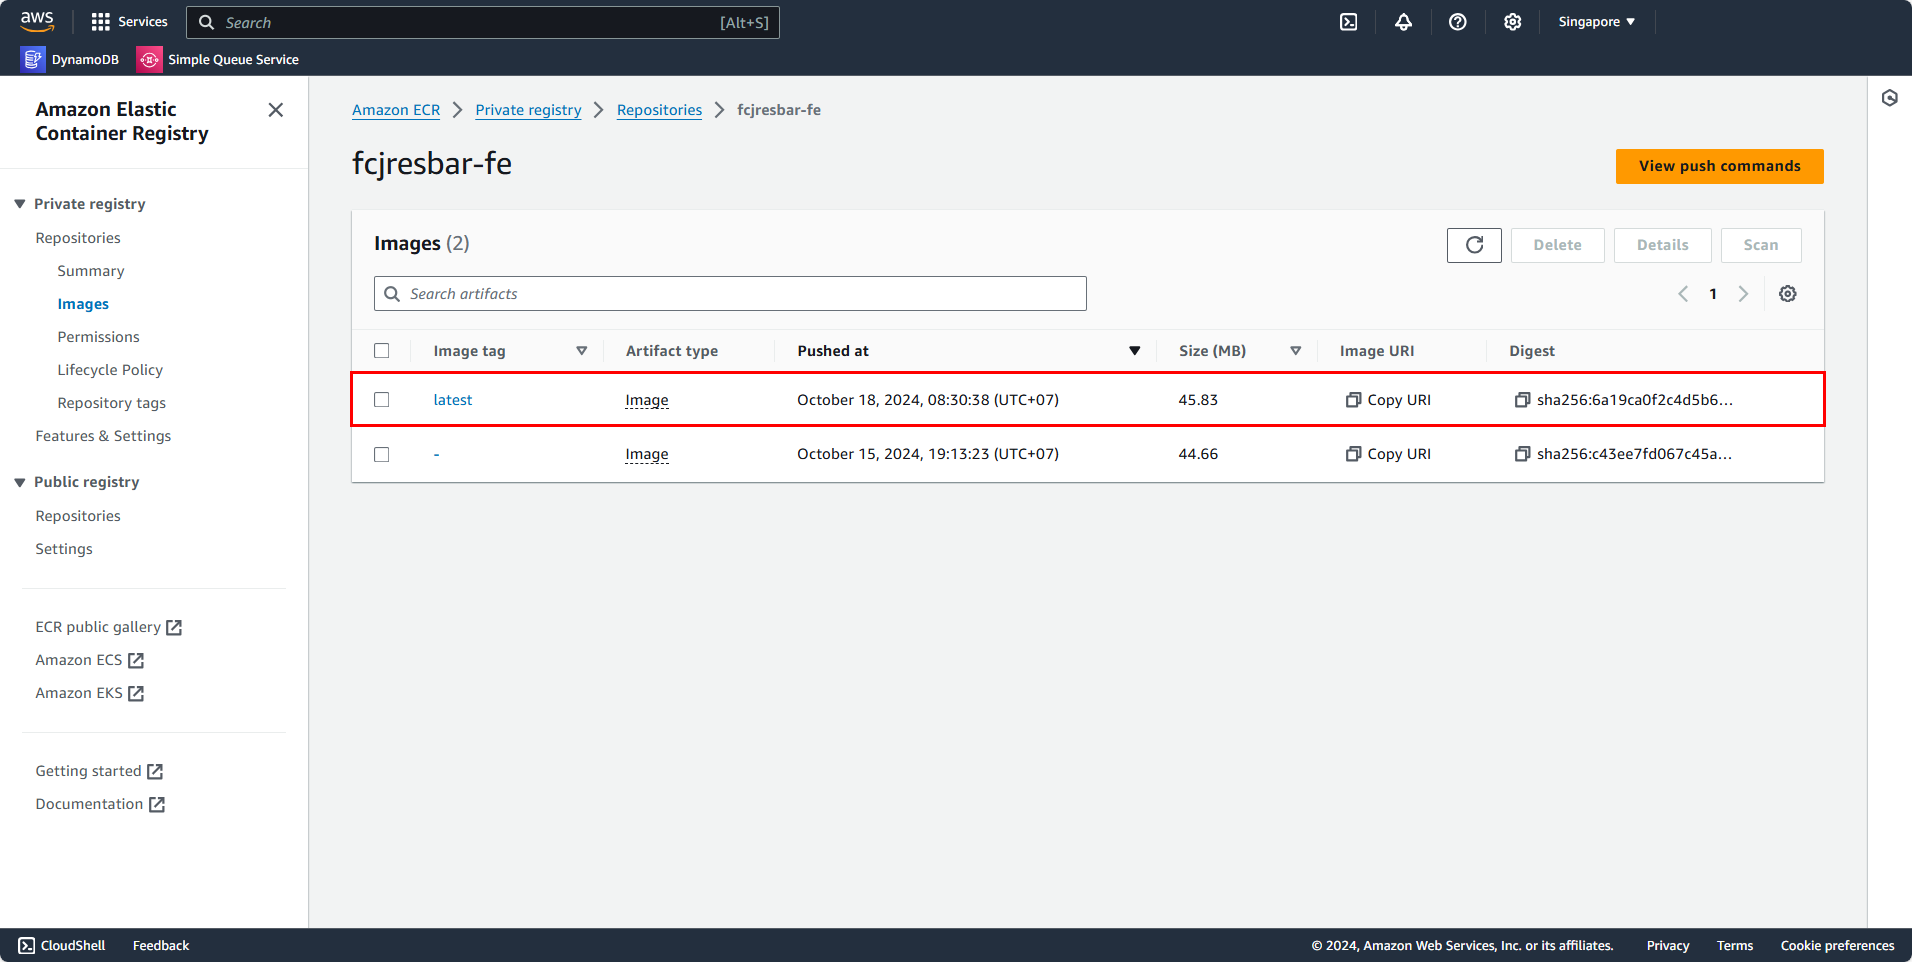 aws Services Search [Alt+S] Singapore ▼
DynamoDB Simple Queue Service
Amazon Elastic
Container Registry
Private registry
Repositories
Summary
Images
Permissions
Lifecycle Policy
Repository tags
Features & Settings
Public registry
Repositories
Settings
ECR public gallery
Amazon ECS
Amazon EKS
Getting started
Documentation
Amazon ECR > Private registry > Repositories > fcjresbar-fe
fcjresbar-fe
View push commands
Images (2)
Delete Details Scan
Search artifacts
1
Image tag Artifact type Pushed at Size (MB) Image URI Digest
latest Image October 18, 2024, 08:30:38 (UTC+07) 45.83 Copy URI sha256:6a19ca0f2c4d5b6...
- Image October 15, 2024, 19:13:23 (UTC+07) 44.66 Copy URI sha256:c43ee7fd067c45a...
CloudShell Feedback © 2024, Amazon Web Services, Inc. or its affiliates. Privacy Terms Cookie preferences